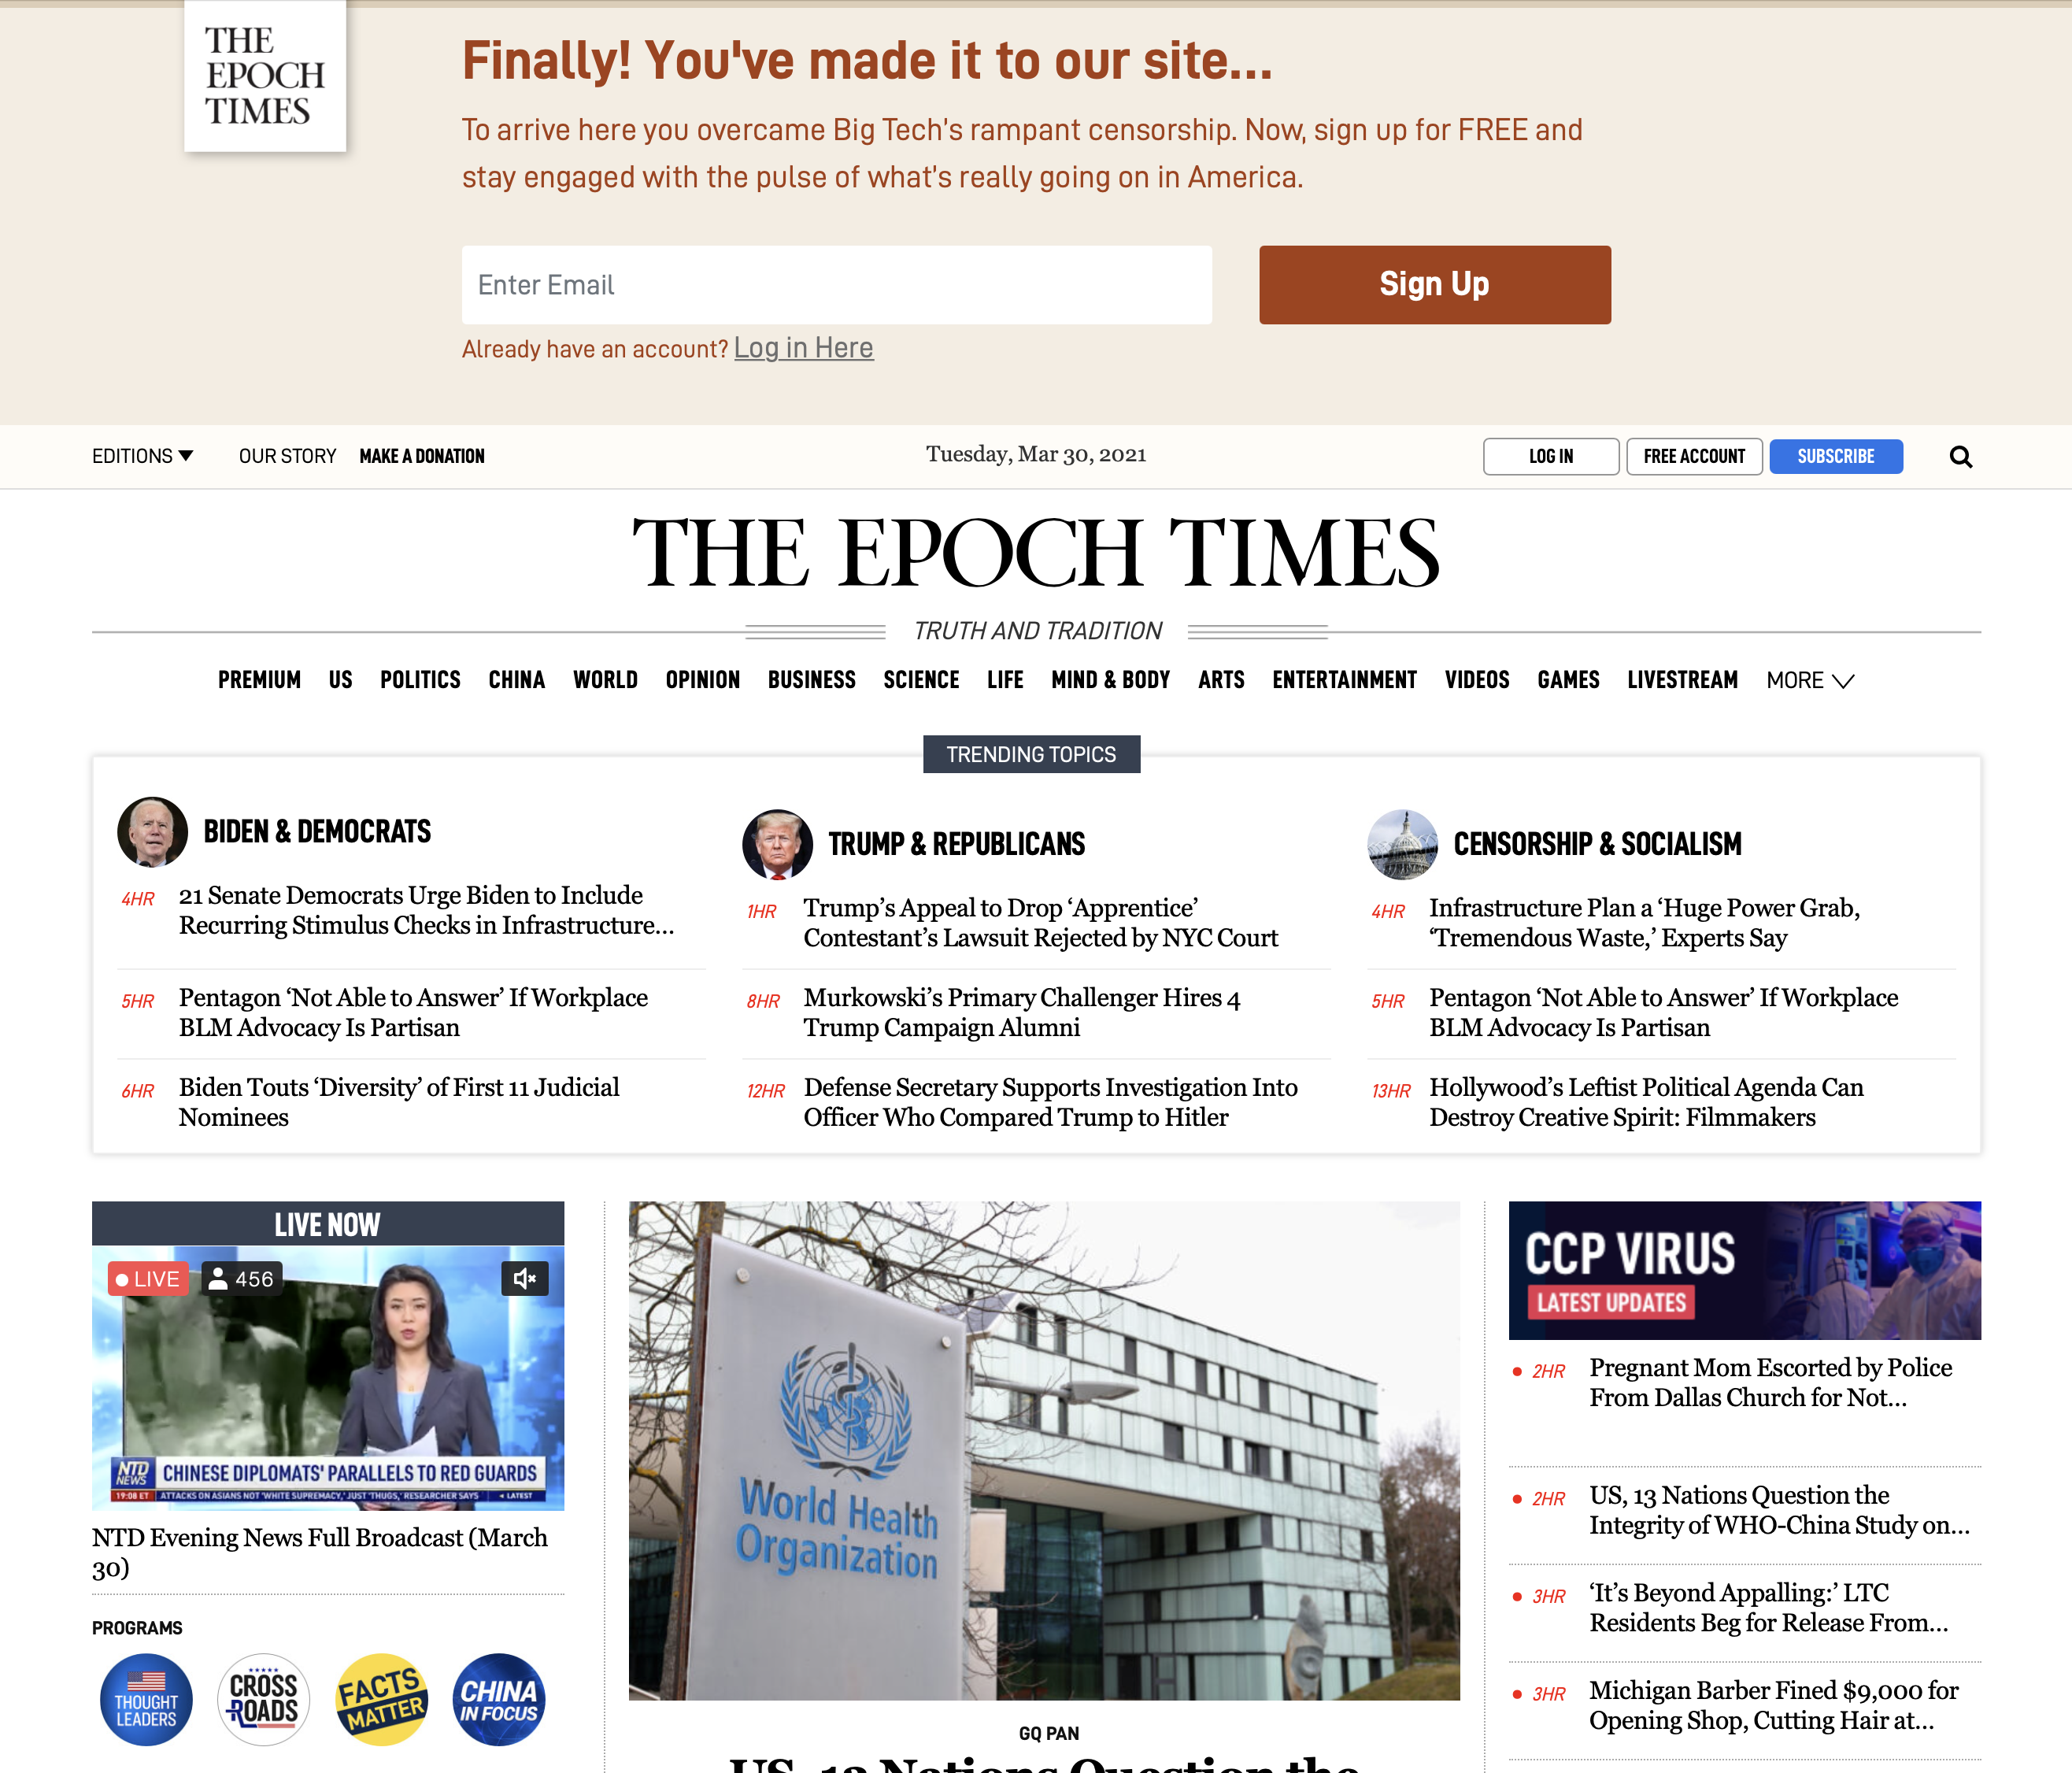 THE
EPOCH
TIMES
Finally! You've made it to our site...
To arrive here you overcame Big Tech's rampant censorship. Now, sign up for FREE and
stay engaged with the pulse of what's really going on in America.
Enter Email
Sign Up
Already have an account? Log in Here
EDITIONS
OUR STORY
MAKE A DONATION
Tuesday, Mar 30, 2021
LOG IN
FREE ACCOUNT
SUBSCRIBE
THE EPOCH TIMES
TRUTH AND TRADITION
PREMIUM US POLITICS CHINA WORLD OPINION BUSINESS SCIENCE LIFE MIND & BODY ARTS ENTERTAINMENT VIDEOS GAMES LIVESTREAM MORE
TRENDING TOPICS
BIDEN & DEMOCRATS
4HR 21 Senate Democrats Urge Biden to Include
Recurring Stimulus Checks in Infrastructure...
5HR Pentagon ‘Not Able to Answer’ If Workplace
BLM Advocacy Is Partisan
6HR Biden Touts ‘Diversity’ of First 11 Judicial
Nominees
TRUMP & REPUBLICANS
1HR Trump’s Appeal to Drop ‘Apprentice’
Contestant’s Lawsuit Rejected by NYC Court
8HR Murkowski’s Primary Challenger Hires 4
Trump Campaign Alumni
12HR Defense Secretary Supports Investigation Into
Officer Who Compared Trump to Hitler
CENSORSHIP & SOCIALISM
4HR Infrastructure Plan a ‘Huge Power Grab,
‘Tremendous Waste,’ Experts Say
5HR Pentagon ‘Not Able to Answer’ If Workplace
BLM Advocacy Is Partisan
13HR Hollywood’s Leftist Political Agenda Can
Destroy Creative Spirit: Filmmakers
LIVE NOW
LIVE
456
NTD
NEWS
CHINESE DIPLOMATS' PARALLELS TO RED GUARDS
19:08 ET ATTACKS ON ASIANS NOT 'WHITE SUPREMACY,' JUST 'THUGS,' RESEARCHER SAYS LATEST
NTD Evening News Full Broadcast (March
30)
PROGRAMS
THOUGHT
LEADERS
CROSS
ROADS
FACTS
MATTER
CHINA
IN FOCUS
World Health
Organization
GQ PAN
US, 13 Nations Question the
CCP VIRUS
LATEST UPDATES
2HR Pregnant Mom Escorted by Police
From Dallas Church for Not...
2HR US, 13 Nations Question the
Integrity of WHO-China Study on...
3HR ‘It’s Beyond Appalling:’ LTC
Residents Beg for Release From...
3HR Michigan Barber Fined $9,000 for
Opening Shop, Cutting Hair at...